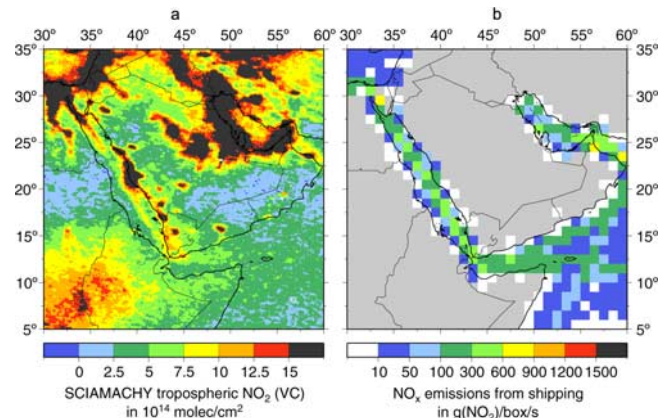 a
b
30° 35° 40° 45° 50° 55° 60°
30° 35° 40° 45° 50° 55° 60°
35° 35°
30° 30°
25° 25°
20° 20°
15° 15°
10° 10°
5° 5°
0 2.5 5 7.5 10 12.5 15
10 50 100 300 600 900 1200 1500
SCIAMACHY tropospheric NO₂ (VC)
in 10¹⁴ molec/cm²
NOₓ emissions from shipping
in g(NO₂)/box/s